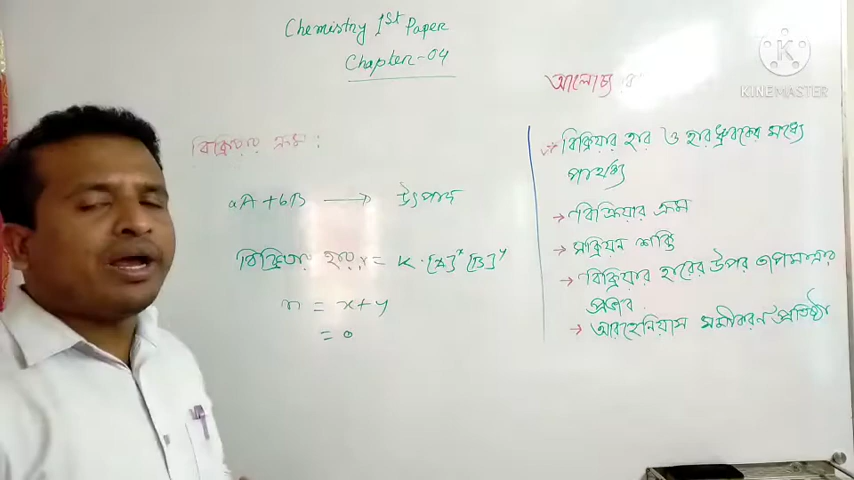 Chemistry 1st Paper
Chapter-04
বিক্রিয়ার ক্রম :
aA + bB → উৎপাদ
বিক্রিয়ার হার, r = K·[A]ˣ [B]ʸ
n = x+y
= 0
আলোচ্য
→ বিক্রিয়ার হার ও হার ধ্রুবকের মধ্যে
পার্থক্য
→ বিক্রিয়ার ক্রম
→ সক্রিয়ন শক্তি
→ বিক্রিয়ার হারের উপর তাপমাত্রার
প্রভাব
→ আরহেনিয়াস সমীকরণ প্রতিষ্ঠা
K
KINEMASTER